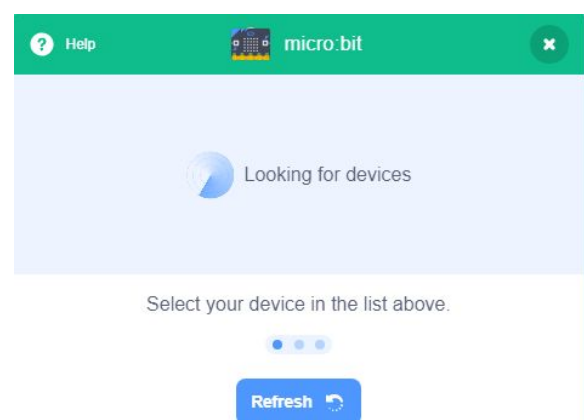 Help
micro:bit
Looking for devices
Select your device in the list above.
Refresh